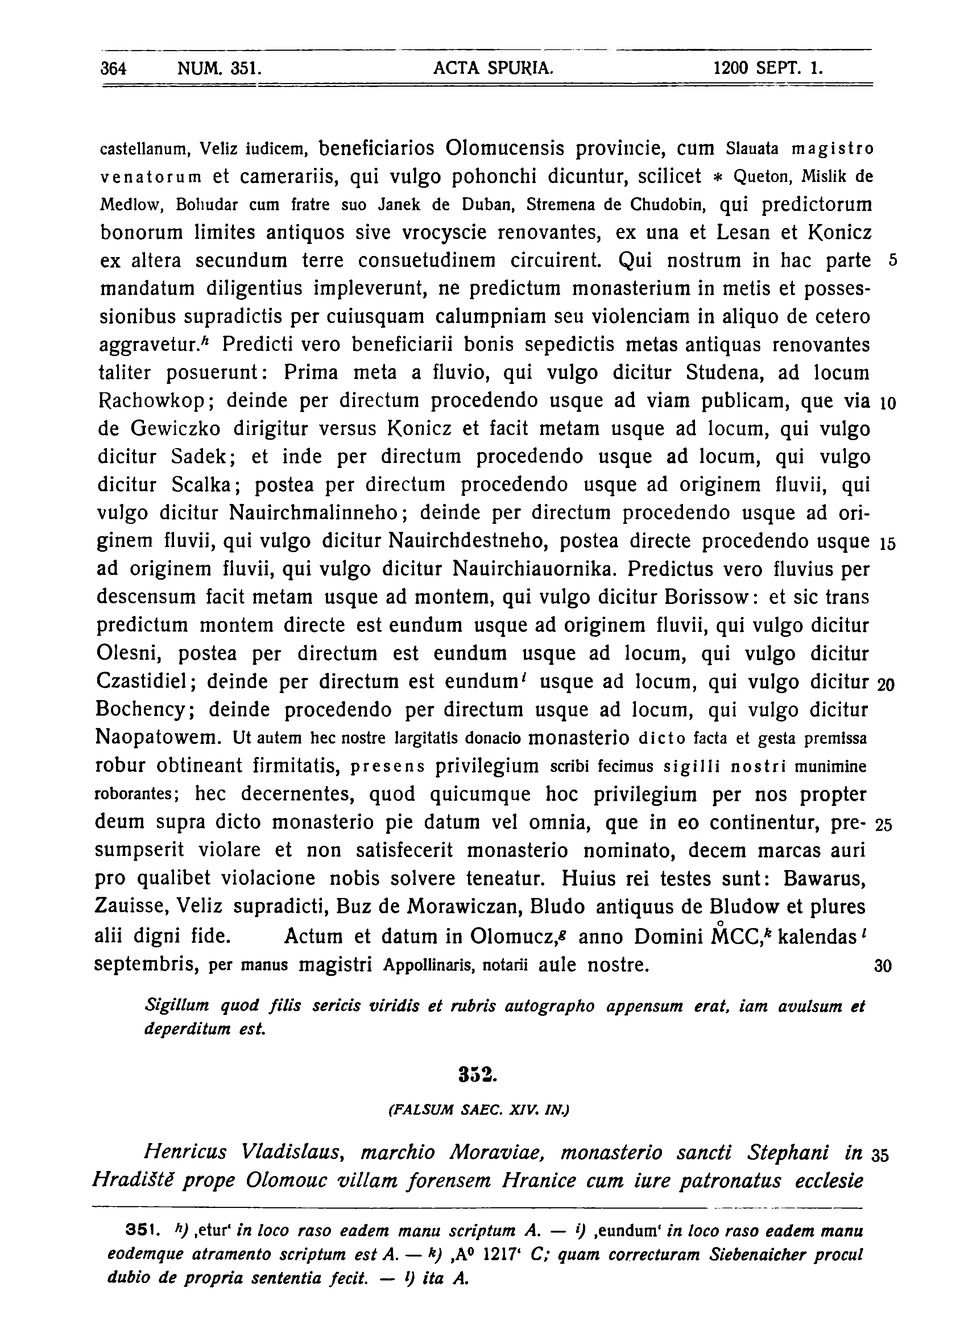 364 NUM. 351. ACTA SPURIA. 1200 SEPT. 1.
castellanum, Veliz iudicem, beneficiarios Olomucensis provincie, cum Slauata magistro
venatorum et camerariis, qui vulgo pohonchi dicuntur, scilicet * Queton, Mislik de
Medlow, Bohudar cum fratre suo Janek de Duban, Stremena de Chudobin, qui predictorum
bonorum limites antiquos sive vrocyscie renovantes, ex una et Lesan et Konicz
ex altera secundum terre consuetudinem circuirent. Qui nostrum in hac parte 5
mandatum diligentius impleverunt, ne predictum monasterium in metis et posses-
sionibus supradictis per cuiusquam calumpniam seu violenciam in aliquo de cetero
aggravetur.h Predicti vero beneficiarii bonis sepedictis metas antiquas renovantes
taliter posuerunt: Prima meta a fluvio, qui vulgo dicitur Studena, ad locum
Rachowkop; deinde per directum procedendo usque ad viam publicam, que via 10
de Gewiczko dirigitur versus Konicz et facit metam usque ad locum, qui vulgo
dicitur Sadek; et inde per directum procedendo usque ad locum, qui vulgo
dicitur Scalka; postea per directum procedendo usque ad originem fluvii, qui
vulgo dicitur Nauirchmalinneho; deinde per directum procedendo usque ad ori-
ginem fluvii, qui vulgo dicitur Nauirchdestneho, postea directe procedendo usque 15
ad originem fluvii, qui vulgo dicitur Nauirchiauornika. Predictus vero fluvius per
descensum facit metam usque ad montem, qui vulgo dicitur Borissow: et sic trans
predictum montem directe est eundum usque ad originem fluvii, qui vulgo dicitur
Olesni, postea per directum est eundum usque ad locum, qui vulgo dicitur
Czastidiel; deinde per directum est eundum i usque ad locum, qui vulgo dicitur 20
Bochency; deinde procedendo per directum usque ad locum, qui vulgo dicitur
Naopatowem. Ut autem hec nostre largitatis donacio monasterio dicto facta et gesta premissa
robur obtineant firmitatis, presens privilegium scribi fecimus sigilli nostri munimine
roborantes; hec decernentes, quod quicumque hoc privilegium per nos propter
deum supra dicto monasterio pie datum vel omnia, que in eo continentur, pre- 25
sumpserit violare et non satisfecerit monasterio nominato, decem marcas auri
pro qualibet violacione nobis solvere teneatur. Huius rei testes sunt: Bawarus,
Zauisse, Veliz supradicti, Buz de Morawiczan, Bludo antiquus de Bludow et plures
alii digni fide. Actum et datum in Olomucz,g anno Domini M̊CC,k kalendas l
septembris, per manus magistri Appollinaris, notarii aule nostre. 30
Sigillum quod filis sericis viridis et rubris autographo appensum erat, iam avulsum et
deperditum est.
352.
(FALSUM SAEC. XIV. IN.)
Henricus Vladislaus, marchio Moraviae, monasterio sancti Stephani in 35
Hradiště prope Olomouc villam forensem Hranice cum iure patronatus ecclesie
351. h) ‚etur‘ in loco raso eadem manu scriptum A. — i) ‚eundum‘ in loco raso eadem manu
eodemque atramento scriptum est A. — k) ‚A⁰ 1217‘ C; quam correcturam Siebenaicher procul
dubio de propria sententia fecit. — l) ita A.